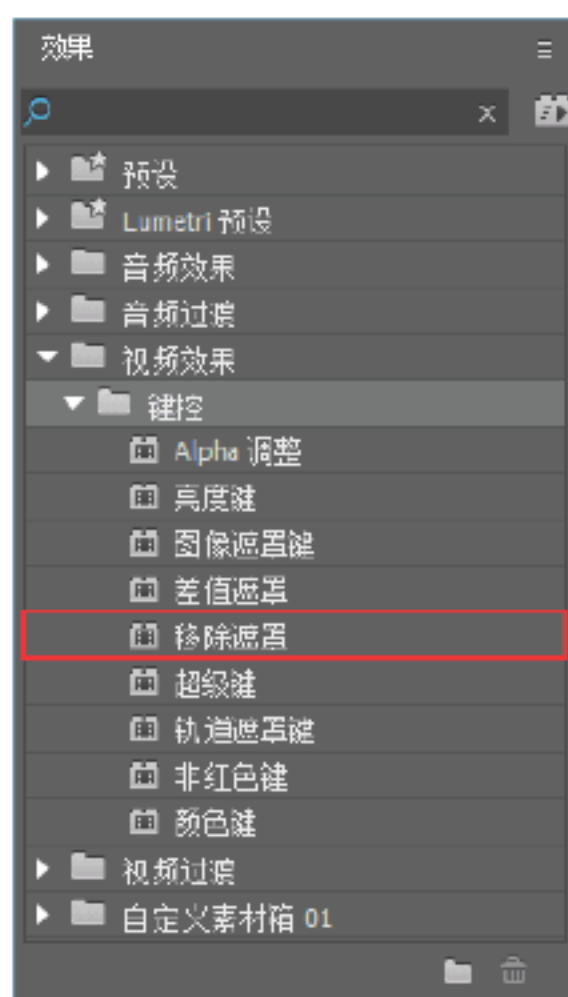 效果
预设
Lumetri 预设
音频效果
音频过渡
视频效果
键控
Alpha 调整
亮度键
图像遮罩键
差值遮罩
移除遮罩
超级键
轨道遮罩键
非红色键
颜色键
视频过渡
自定义素材箱 01